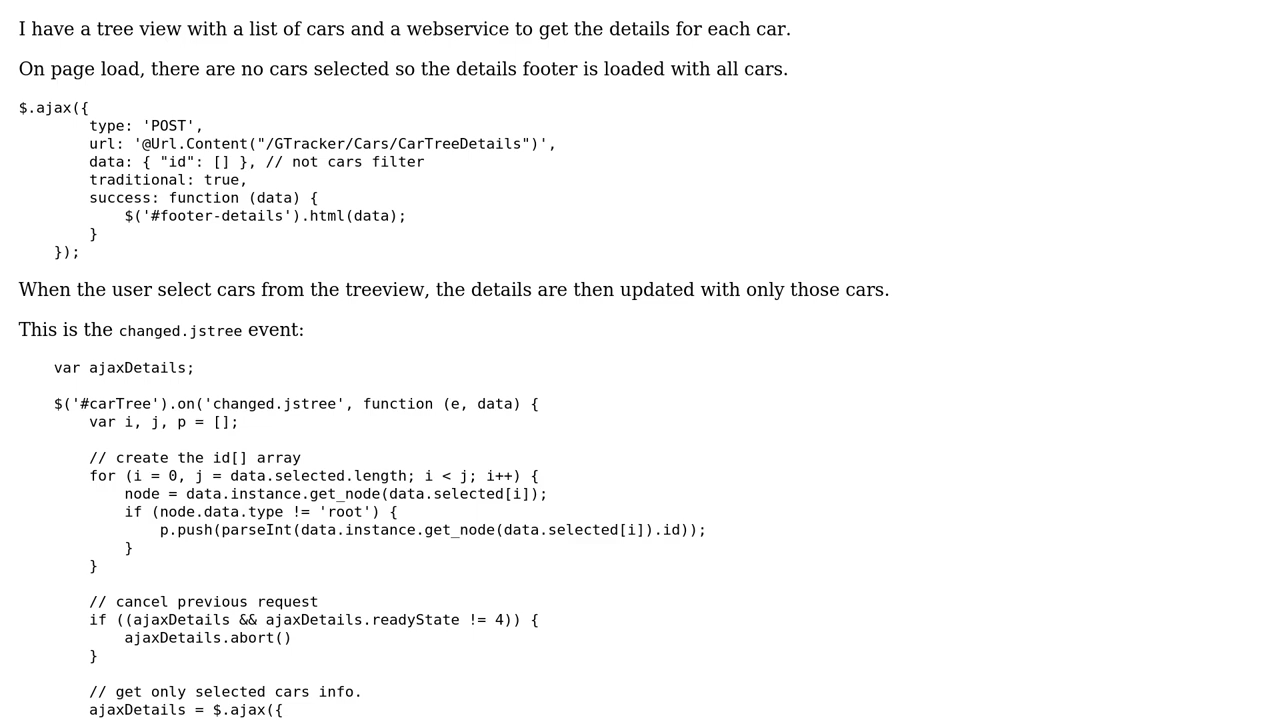 I have a tree view with a list of cars and a webservice to get the details for each car.
On page load, there are no cars selected so the details footer is loaded with all cars.
$.ajax({
        type: 'POST',
        url: '@Url.Content("/GTracker/Cars/CarTreeDetails")',
        data: { "id": [] }, // not cars filter
        traditional: true,
        success: function (data) {
            $('#footer-details').html(data);
        }
    });
When the user select cars from the treeview, the details are then updated with only those cars.
This is the changed.jstree event:
    var ajaxDetails;
    $('#carTree').on('changed.jstree', function (e, data) {
        var i, j, p = [];
        // create the id[] array
        for (i = 0, j = data.selected.length; i < j; i++) {
            node = data.instance.get_node(data.selected[i]);
            if (node.data.type != 'root') {
                p.push(parseInt(data.instance.get_node(data.selected[i]).id));
            }
        }
        // cancel previous request
        if ((ajaxDetails && ajaxDetails.readyState != 4)) {
            ajaxDetails.abort()
        }
        // get only selected cars info.
        ajaxDetails = $.ajax({